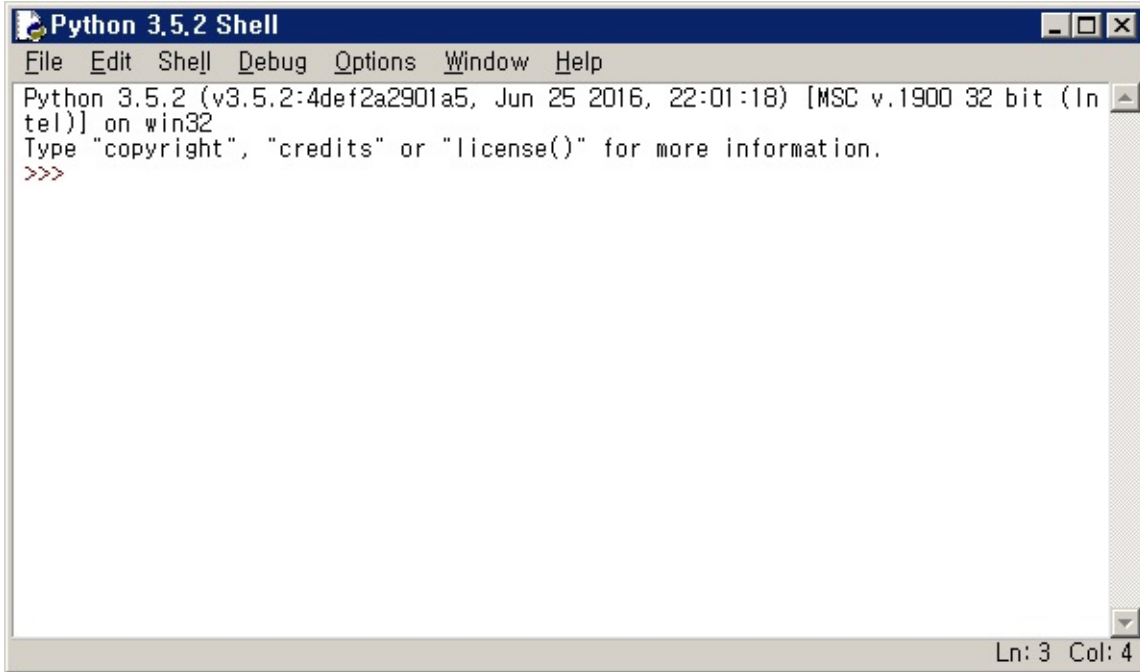 Python 3.5.2 Shell
File Edit Shell Debug Options Window Help
Python 3.5.2 (v3.5.2:4def2a2901a5, Jun 25 2016, 22:01:18) [MSC v.1900 32 bit (In
tel)] on win32
Type "copyright", "credits" or "license()" for more information.
>>>
Ln: 3 Col: 4